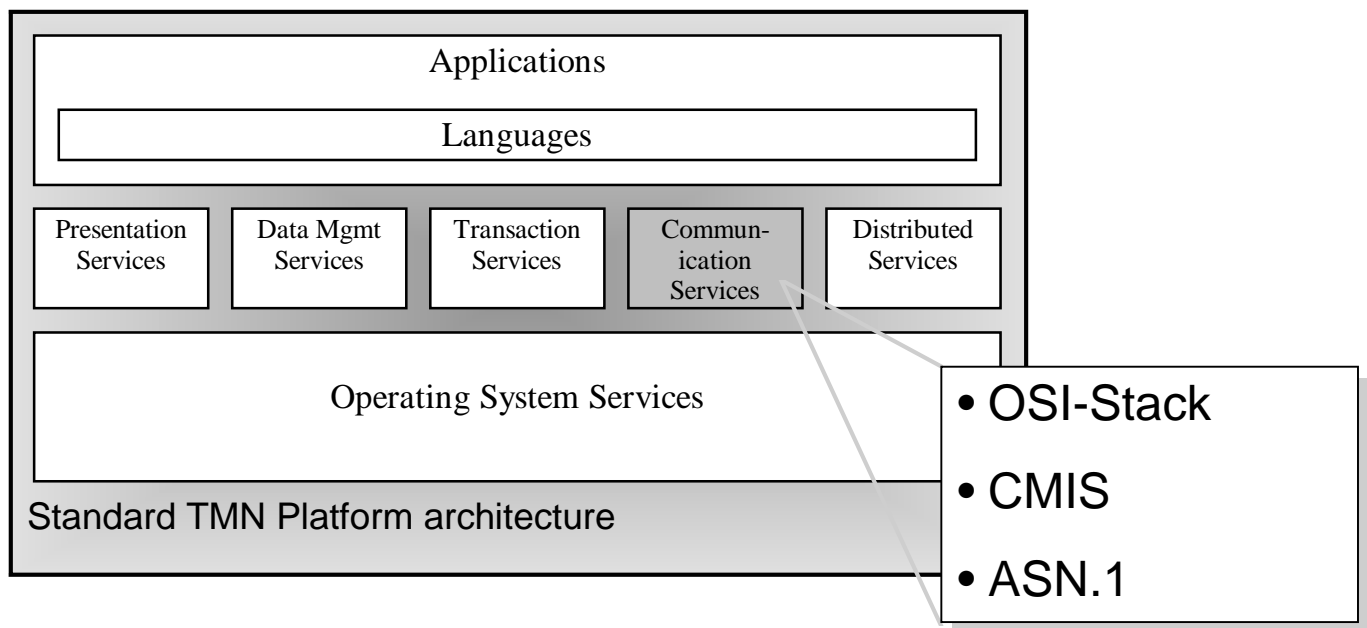 Applications
Languages
Presentation
Services
Data Mgmt
Services
Transaction
Services
Commun-
ication
Services
Distributed
Services
Operating System Services
Standard TMN Platform architecture
• OSI-Stack
• CMIS
• ASN.1